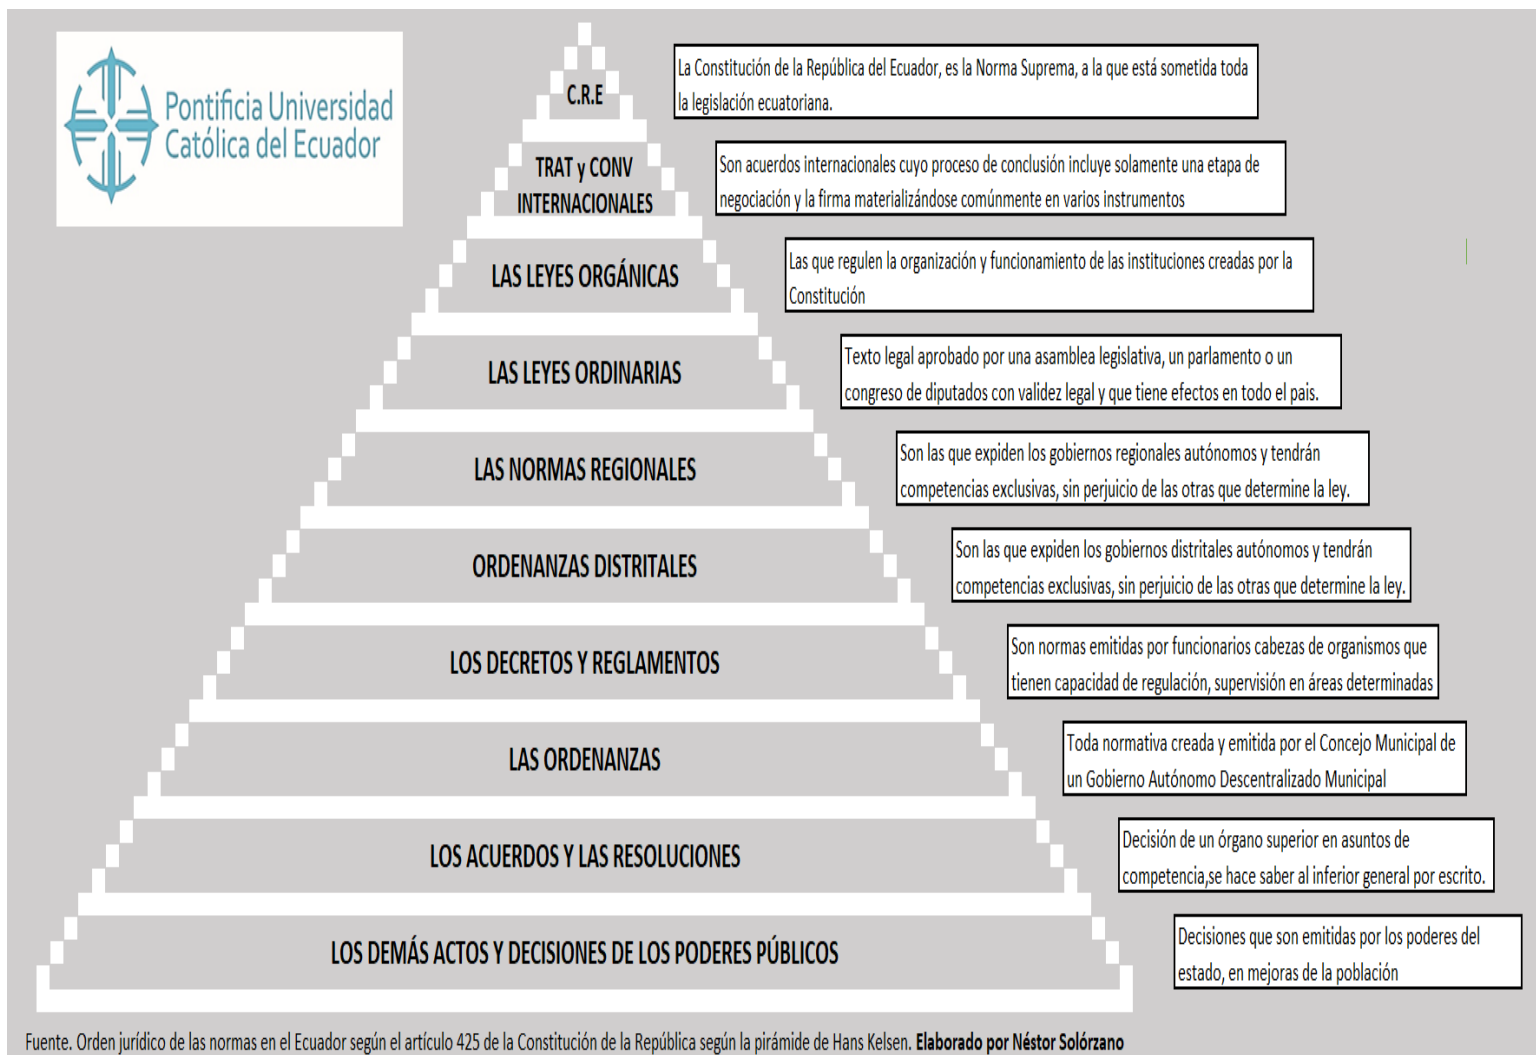 Pontificia Universidad
Católica del Ecuador
C.R.E
La Constitución de la República del Ecuador, es la Norma Suprema, a la que está sometida toda
la legislación ecuatoriana.
TRAT y CONV
INTERNACIONALES
Son acuerdos internacionales cuyo proceso de conclusión incluye solamente una etapa de
negociación y la firma materializándose comúnmente en varios instrumentos
LAS LEYES ORGÁNICAS
Las que regulen la organización y funcionamiento de las instituciones creadas por la
Constitución
LAS LEYES ORDINARIAS
Texto legal aprobado por una asamblea legislativa, un parlamento o un
congreso de diputados con validez legal y que tiene efectos en todo el pais.
LAS NORMAS REGIONALES
Son las que expiden los gobiernos regionales autónomos y tendrán
competencias exclusivas, sin perjuicio de las otras que determine la ley.
ORDENANZAS DISTRITALES
Son las que expiden los gobiernos distritales autónomos y tendrán
competencias exclusivas, sin perjuicio de las otras que determine la ley.
LOS DECRETOS Y REGLAMENTOS
Son normas emitidas por funcionarios cabezas de organismos que
tienen capacidad de regulación, supervisión en áreas determinadas
LAS ORDENANZAS
Toda normativa creada y emitida por el Concejo Municipal de
un Gobierno Autónomo Descentralizado Municipal
LOS ACUERDOS Y LAS RESOLUCIONES
Decisión de un órgano superior en asuntos de
competencia,se hace saber al inferior general por escrito.
LOS DEMÁS ACTOS Y DECISIONES DE LOS PODERES PÚBLICOS
Decisiones que son emitidas por los poderes del
estado, en mejoras de la población
Fuente. Orden jurídico de las normas en el Ecuador según el artículo 425 de la Constitución de la República según la pirámide de Hans Kelsen. Elaborado por Néstor Solórzano